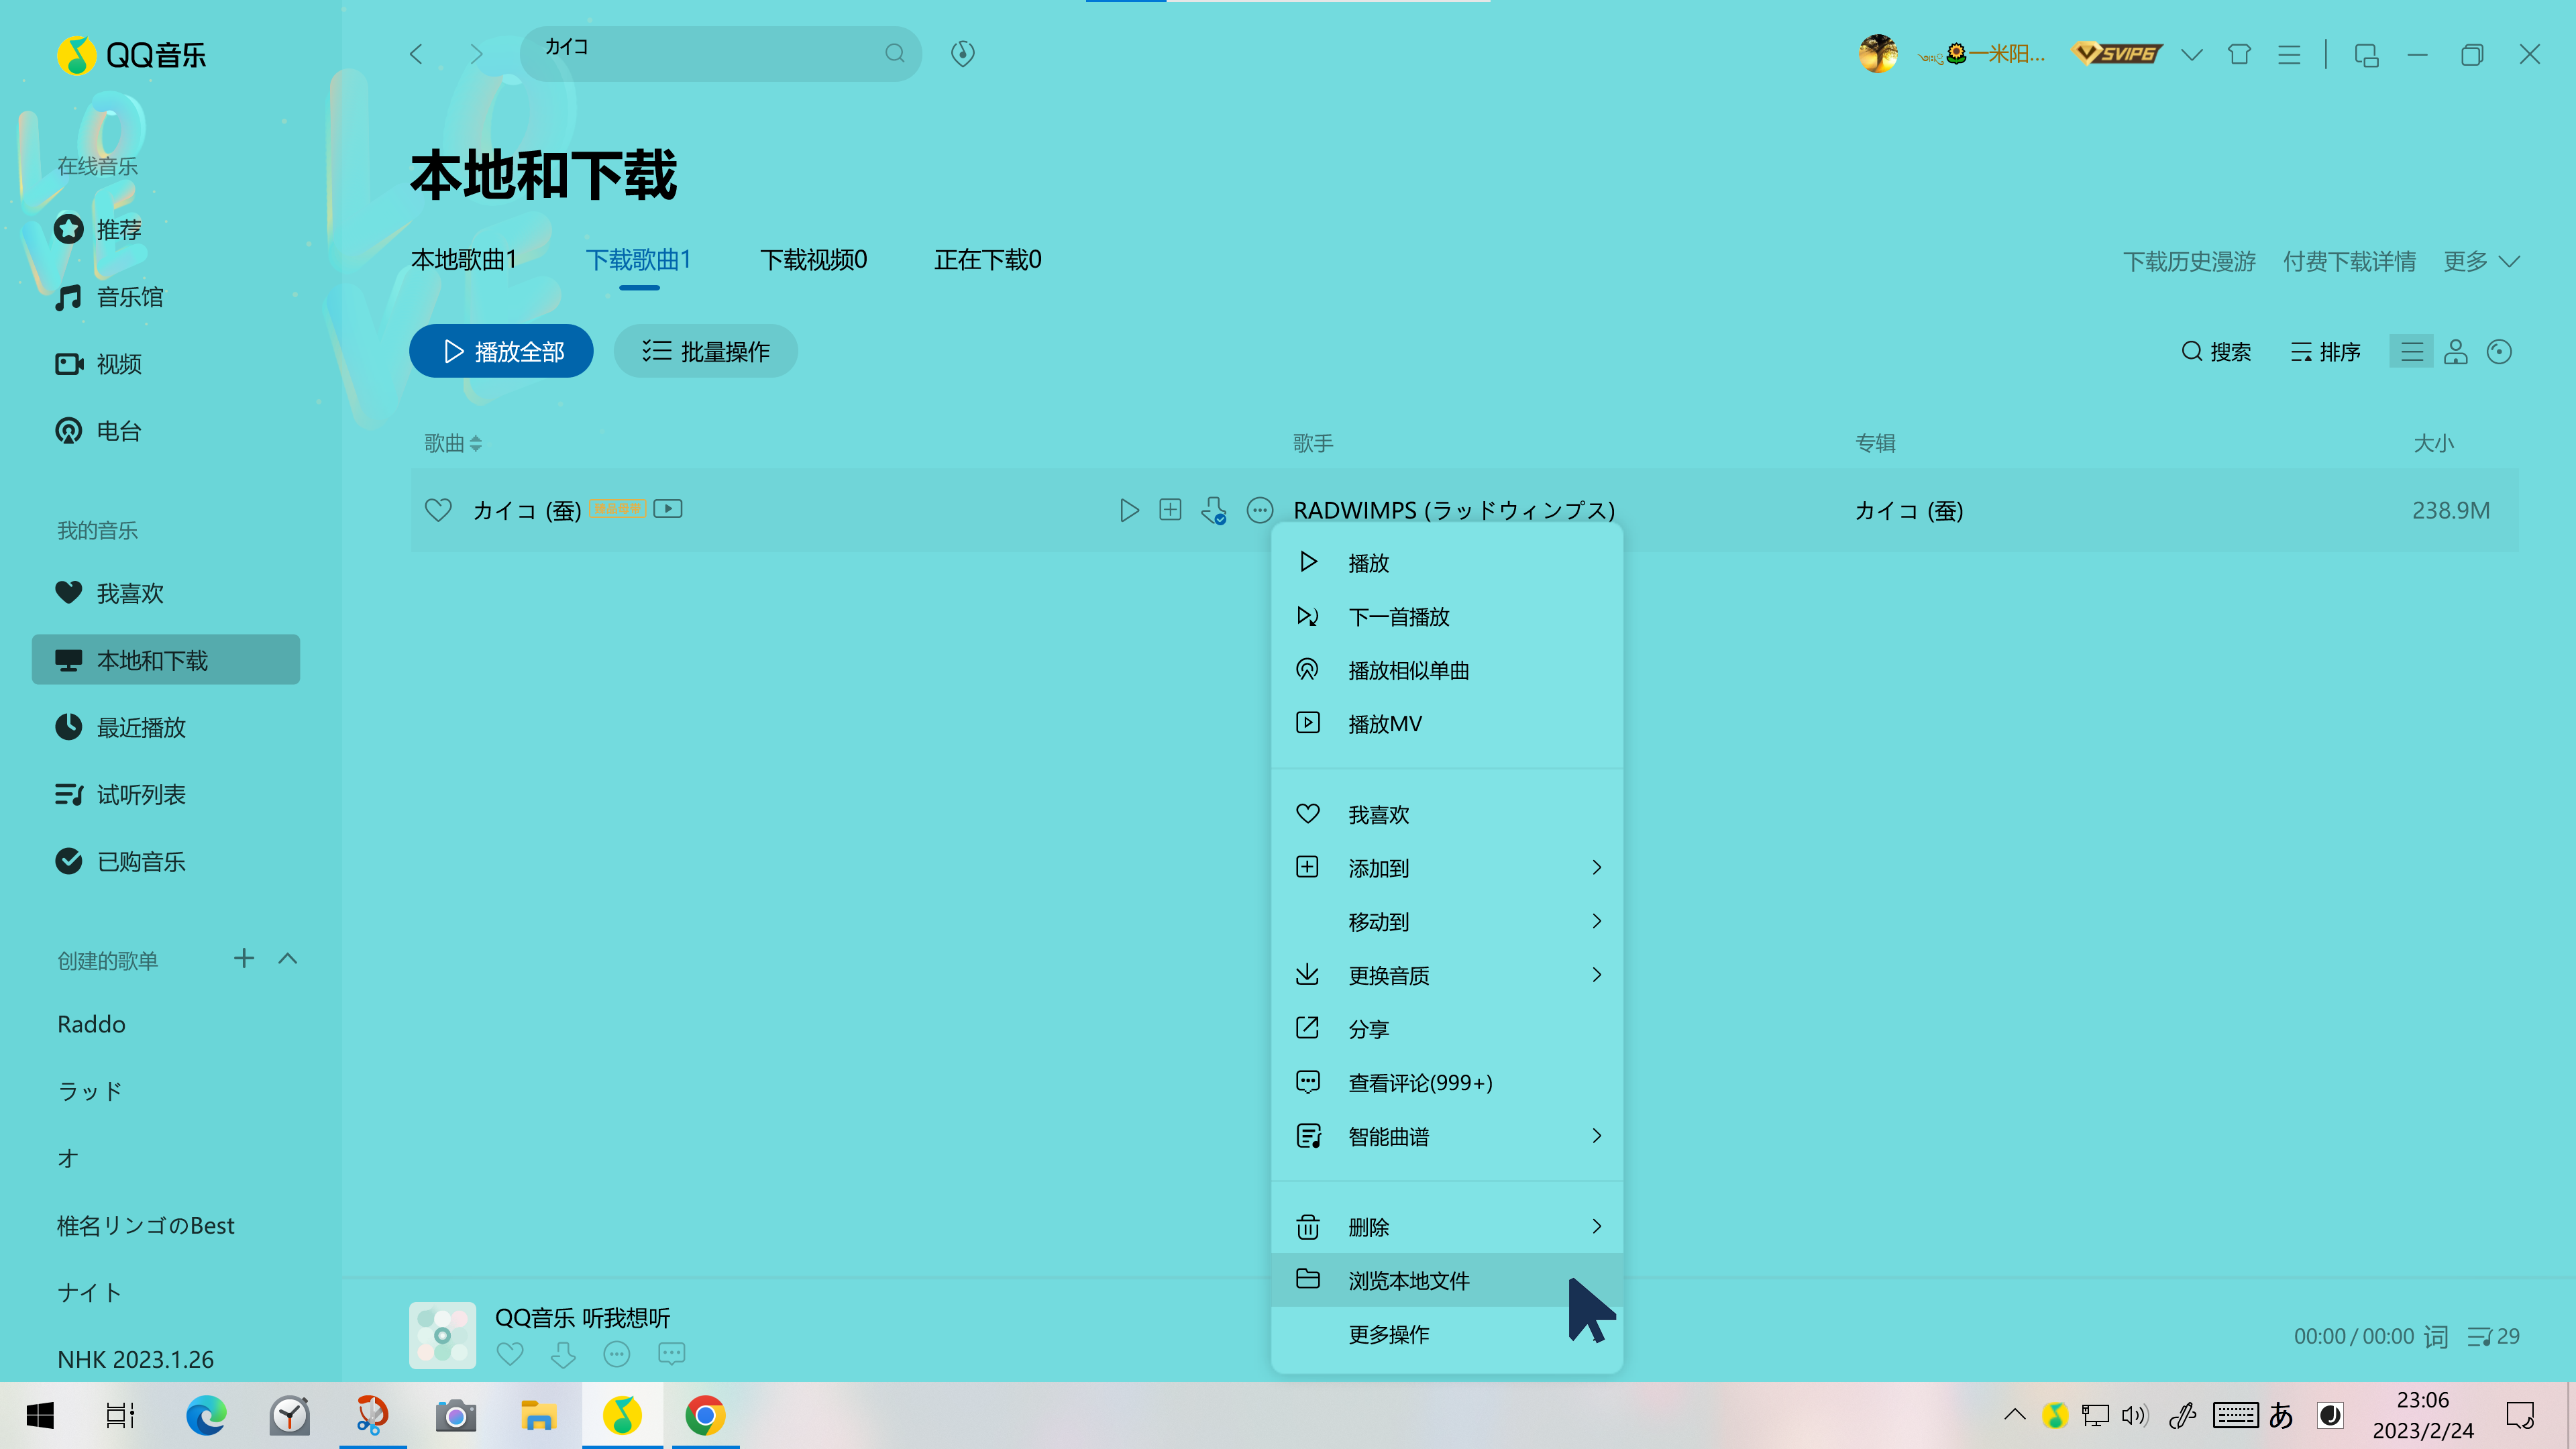 QQ音乐
カイコ
一米阳...
SVIP6
在线音乐
推荐
音乐馆
视频
电台
我的音乐
我喜欢
本地和下载
最近播放
试听列表
已购音乐
创建的歌单
Raddo
ラッド
オ
椎名リンゴのBest
ナイト
NHK 2023.1.26
本地和下载
本地歌曲1 下载歌曲1 下载视频0 正在下载0
下载历史漫游 付费下载详情 更多
播放全部 批量操作
搜索 排序
歌曲 歌手 专辑 大小
カイコ (蚕) RADWIMPS (ラッドウィンプス) カイコ (蚕) 238.9M
播放
下一首播放
播放相似单曲
播放MV
我喜欢
添加到
移动到
更换音质
分享
查看评论(999+)
智能曲谱
删除
浏览本地文件
更多操作
QQ音乐 听我想听
00:00 / 00:00 词 29
あ
23:06
2023/2/24